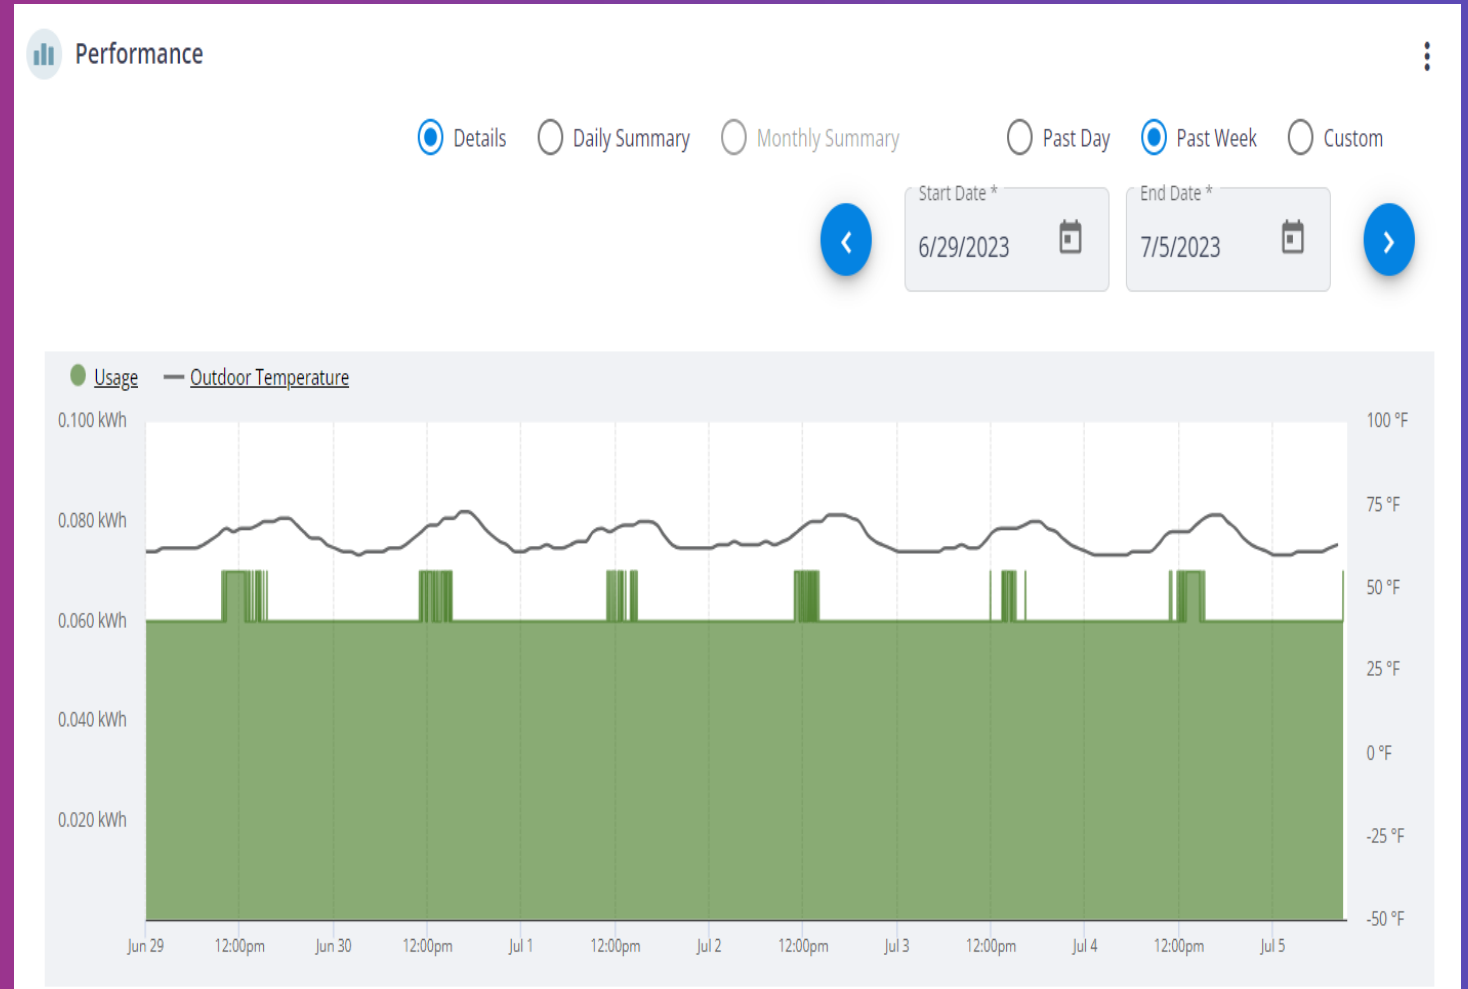 Performance
Details Daily Summary Monthly Summary Past Day Past Week Custom
Start Date * End Date *
6/29/2023 7/5/2023
Usage Outdoor Temperature
0.100 kWh 100 °F
0.080 kWh 75 °F
50 °F
0.060 kWh
25 °F
0.040 kWh
0 °F
0.020 kWh
-25 °F
-50 °F
Jun 29 12:00pm Jun 30 12:00pm Jul 1 12:00pm Jul 2 12:00pm Jul 3 12:00pm Jul 4 12:00pm Jul 5